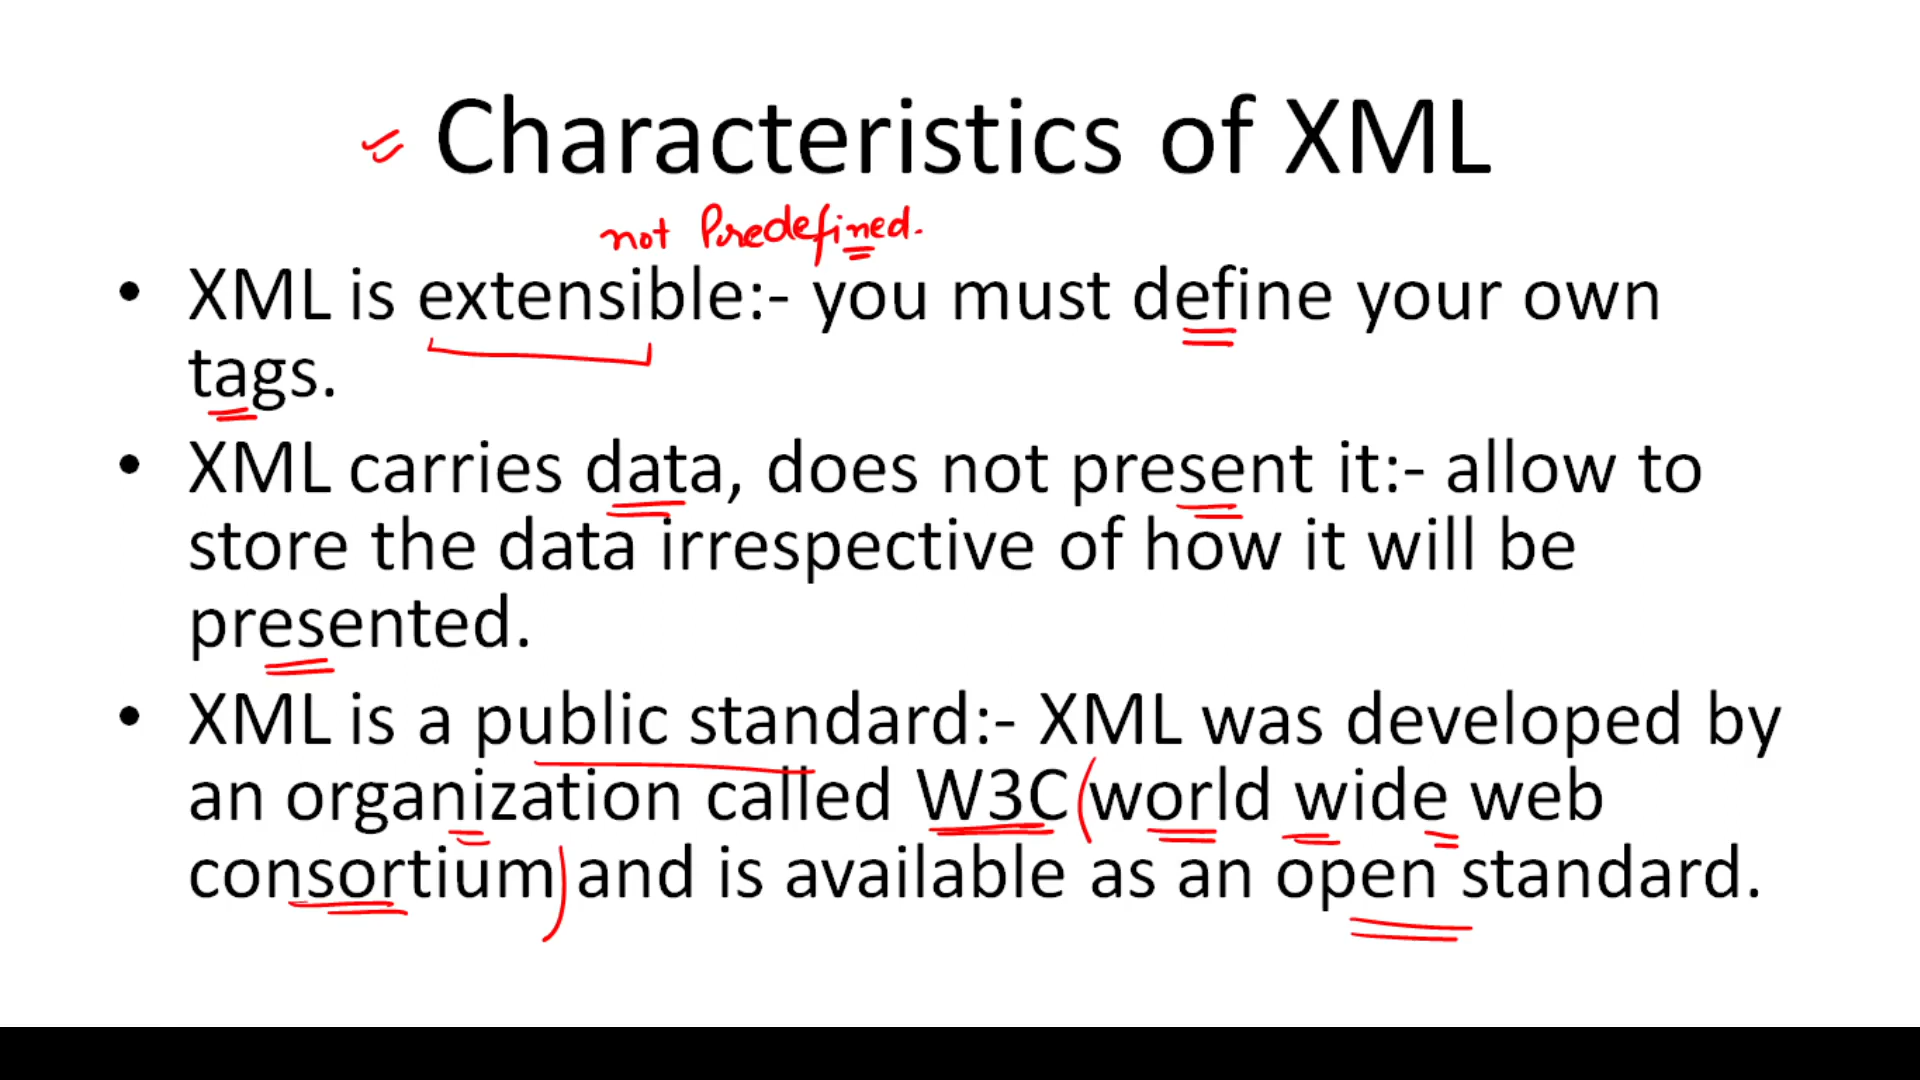 Characteristics of XML
not Predefined.
• XML is extensible:- you must define your own
tags.
• XML carries data, does not present it:- allow to
store the data irrespective of how it will be
presented.
• XML is a public standard:- XML was developed by
an organization called W3C(world wide web
consortium)and is available as an open standard.